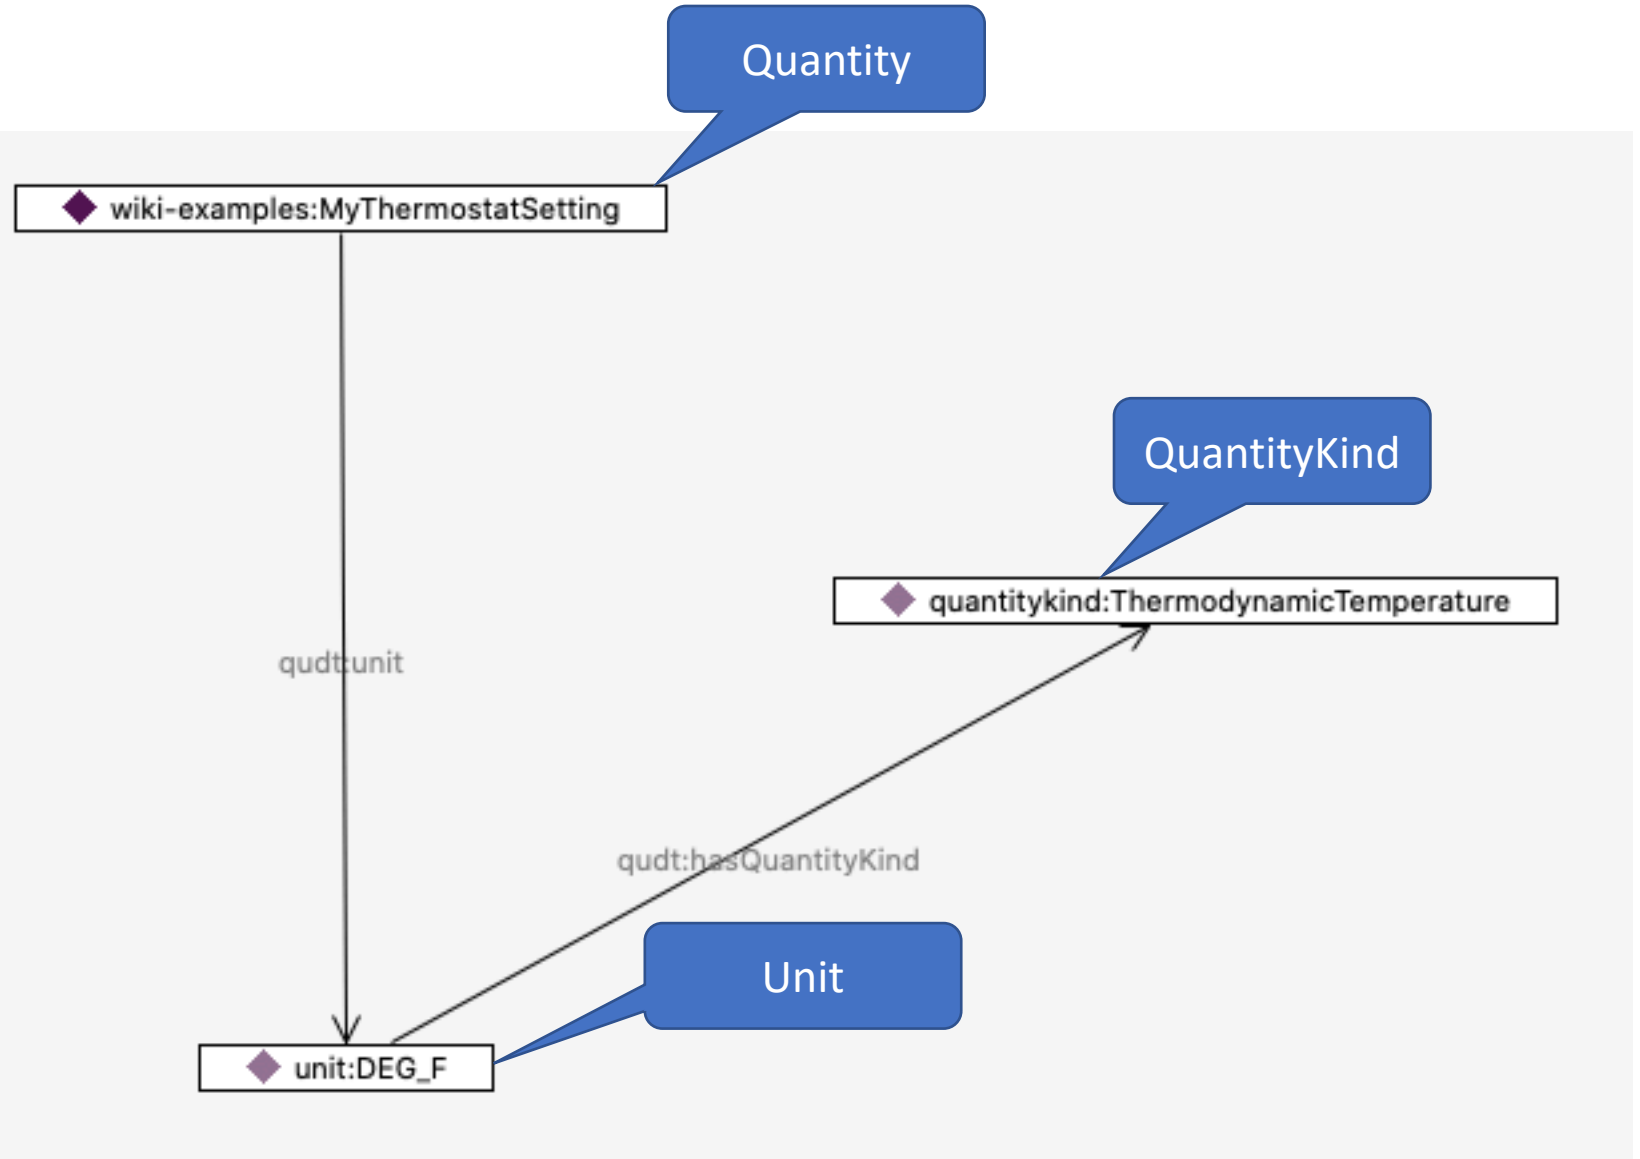 Quantity
wiki-examples:MyThermostatSetting
QuantityKind
quantitykind:ThermodynamicTemperature
qudt:unit
qudt:hasQuantityKind
Unit
unit:DEG_F